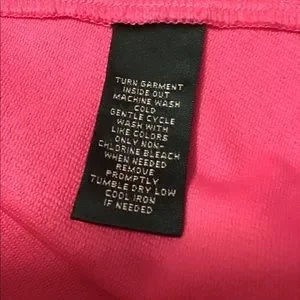 TURN GARMENT
INSIDE OUT
MACHINE WASH
COLD
GENTLE CYCLE
WASH WITH
LIKE COLORS
ONLY NON-
CHLORINE BLEACH
WHEN NEEDED
REMOVE
PROMPTLY
TUMBLE DRY LOW
COOL IRON
IF NEEDED